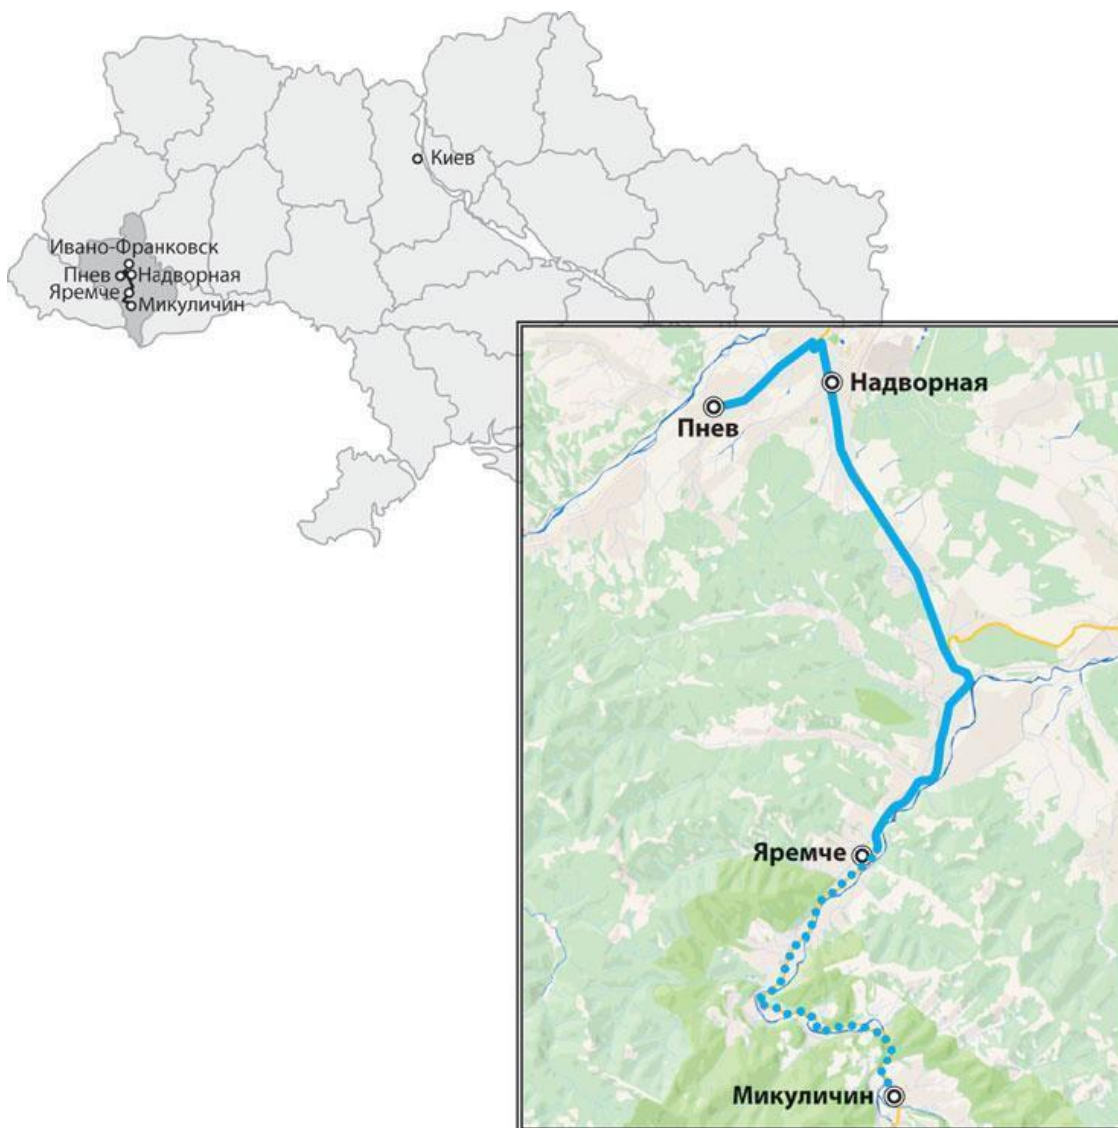 Киев
Ивано-Франковск
Пнев
Надворная
Яремче
Микуличин
Надворная
Пнев
Яремче
Микуличин